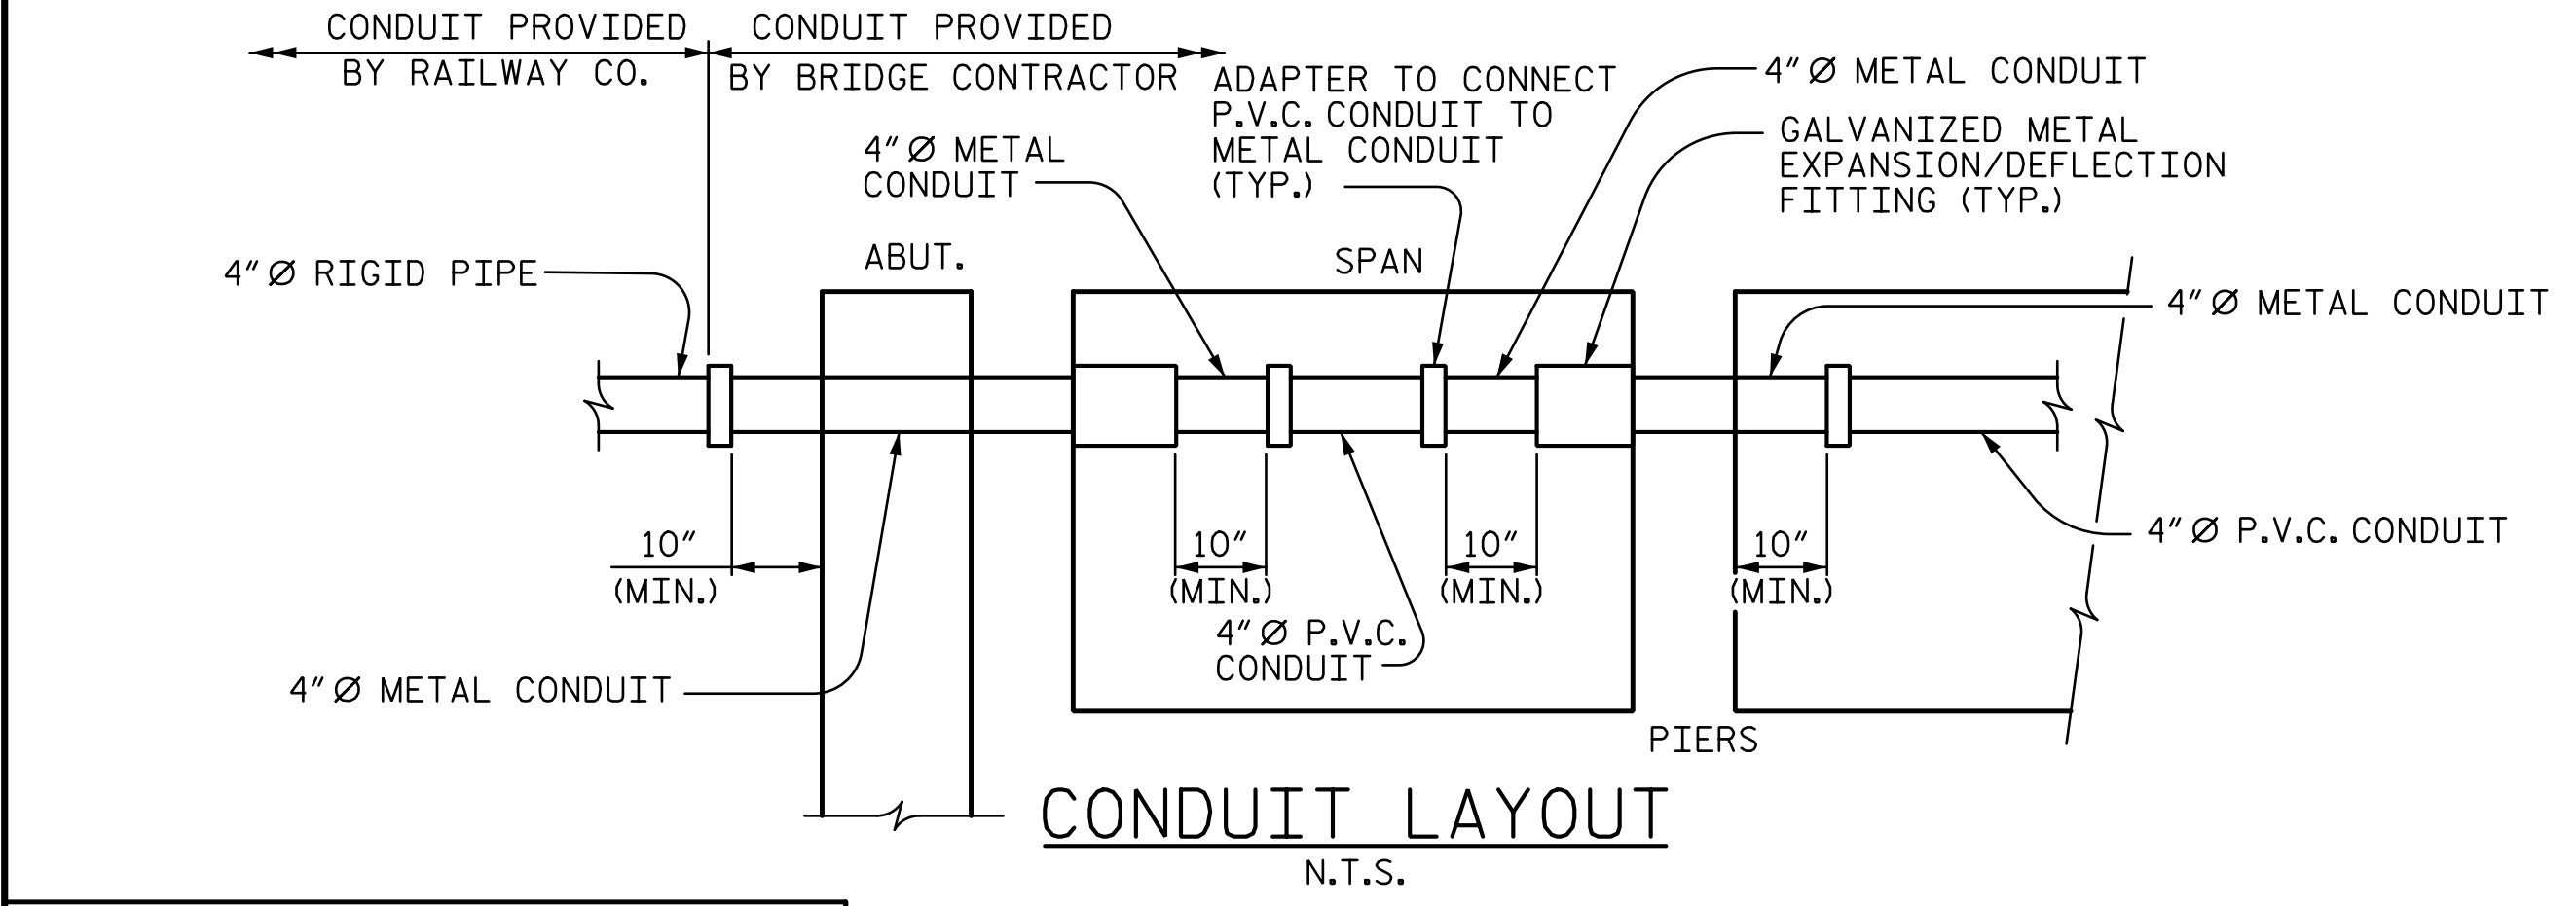 CONDUIT PROVIDED
BY RAILWAY CO.
CONDUIT PROVIDED
BY BRIDGE CONTRACTOR
ADAPTER TO CONNECT
P.V.C. CONDUIT TO
METAL CONDUIT
(TYP.)
4"Ø METAL CONDUIT
GALVANIZED METAL
EXPANSION/DEFLECTION
FITTING (TYP.)
4"Ø METAL
CONDUIT
4"Ø RIGID PIPE
ABUT.
SPAN
4"Ø METAL CONDUIT
10"
(MIN.)
10"
(MIN.)
10"
(MIN.)
10"
(MIN.)
4"Ø P.V.C. CONDUIT
4"Ø P.V.C.
CONDUIT
4"Ø METAL CONDUIT
PIERS
CONDUIT LAYOUT
N.T.S.